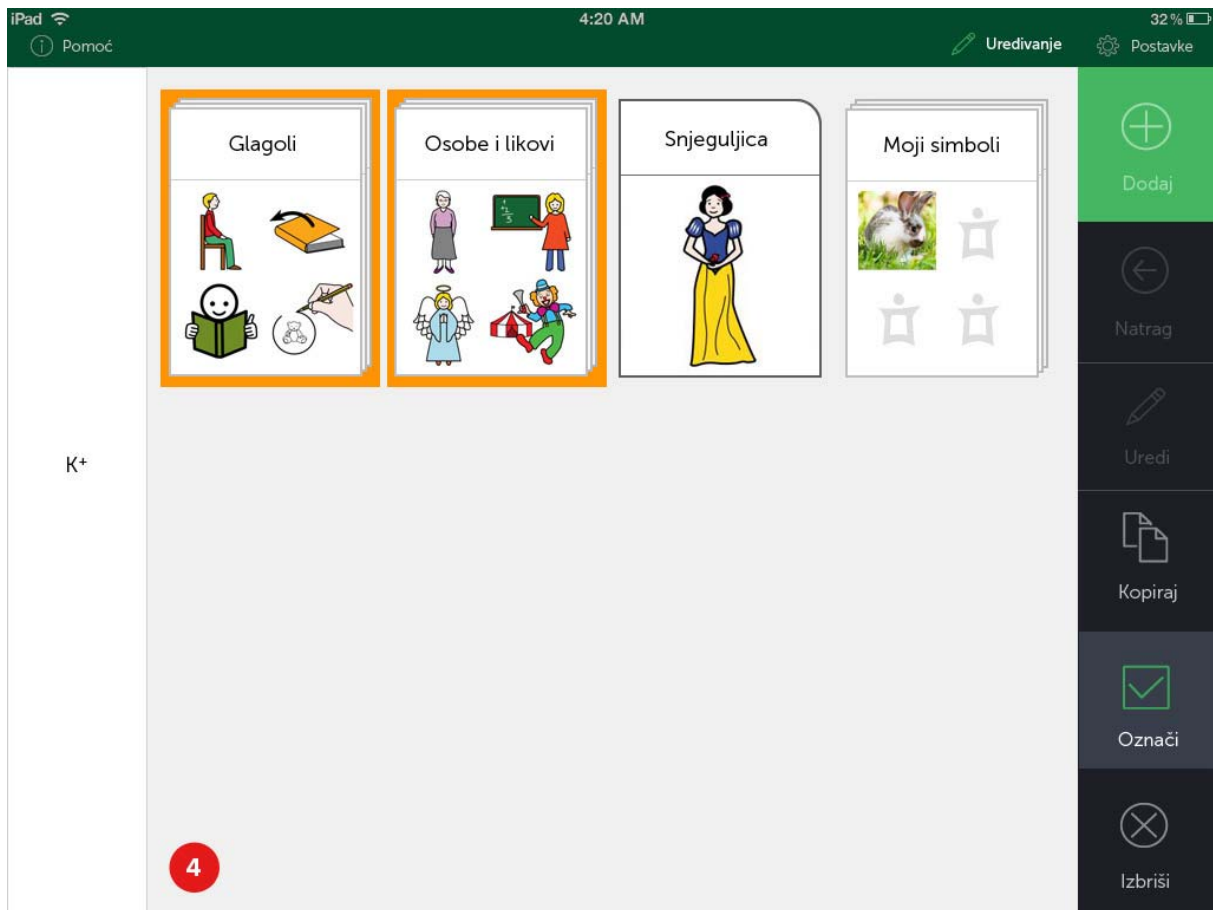 iPad 4:20 AM 32 %
Pomoć Uredivanje Postavke
Glagoli
Osobe i likovi
Snjeguljica
Moji simboli
K⁺
4
Dodaj
Natrag
Uredi
Kopiraj
Označi
Izbriši